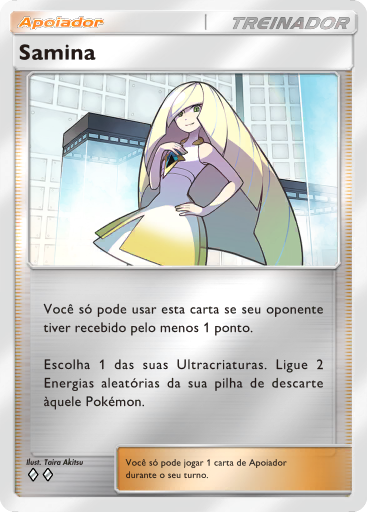 Apoiador
TREINADOR
Samina
Você só pode usar esta carta se seu oponente
tiver recebido pelo menos 1 ponto.
Escolha 1 das suas Ultracriaturas. Ligue 2
Energias aleatórias da sua pilha de descarte
àquele Pokémon.
Ilust. Taira Akitsu
Você só pode jogar 1 carta de Apoiador
durante o seu turno.